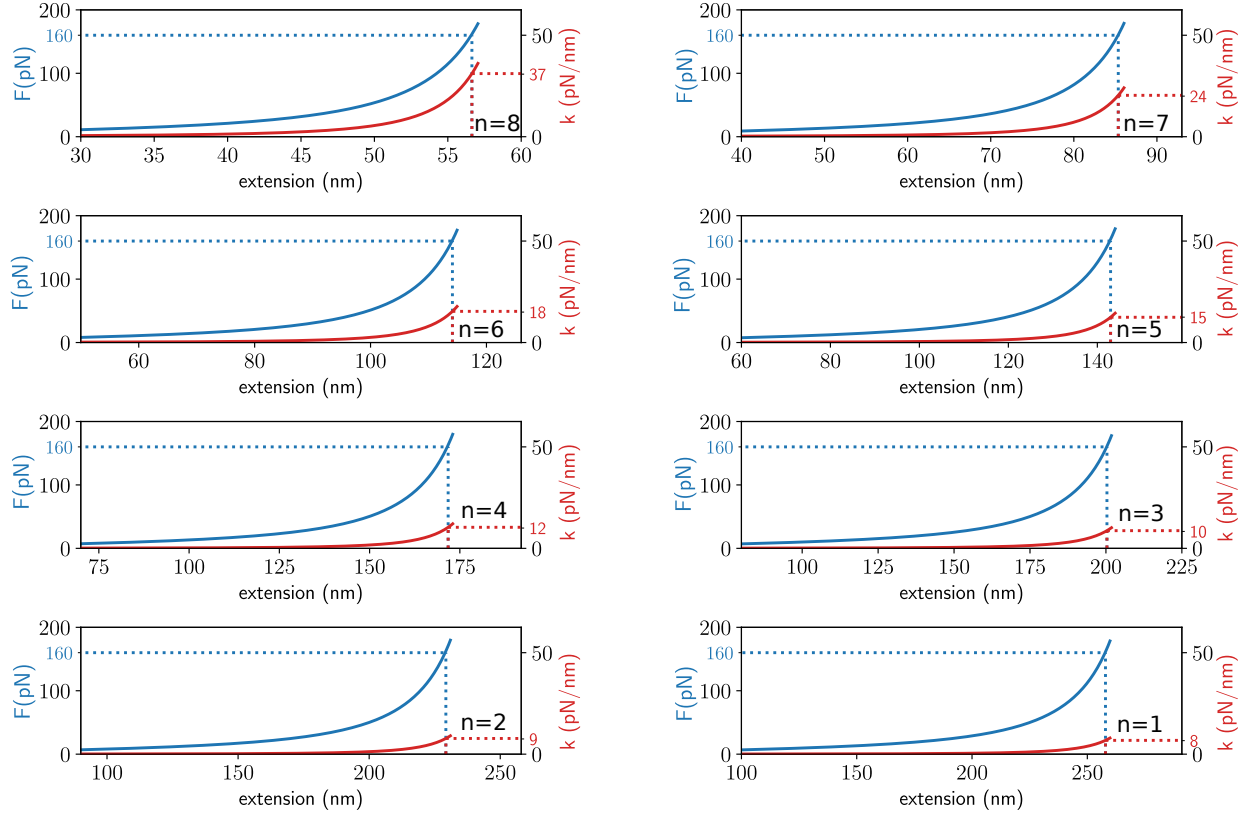 200
160
100
0
F(pN)
50
37
0
k (pN/nm)
n=8
30 35 40 45 50 55 60
extension (nm)
200
160
100
0
F(pN)
50
24
0
k (pN/nm)
n=7
40 50 60 70 80 90
extension (nm)
200
160
100
0
F(pN)
50
18
0
k (pN/nm)
n=6
60 80 100 120
extension (nm)
200
160
100
0
F(pN)
50
15
0
k (pN/nm)
n=5
60 80 100 120 140
extension (nm)
200
160
100
0
F(pN)
50
12
0
k (pN/nm)
n=4
75 100 125 150 175
extension (nm)
200
160
100
0
F(pN)
50
10
0
k (pN/nm)
n=3
100 125 150 175 200 225
extension (nm)
200
160
100
0
F(pN)
50
9
0
k (pN/nm)
n=2
100 150 200 250
extension (nm)
200
160
100
0
F(pN)
50
8
0
k (pN/nm)
n=1
100 150 200 250
extension (nm)